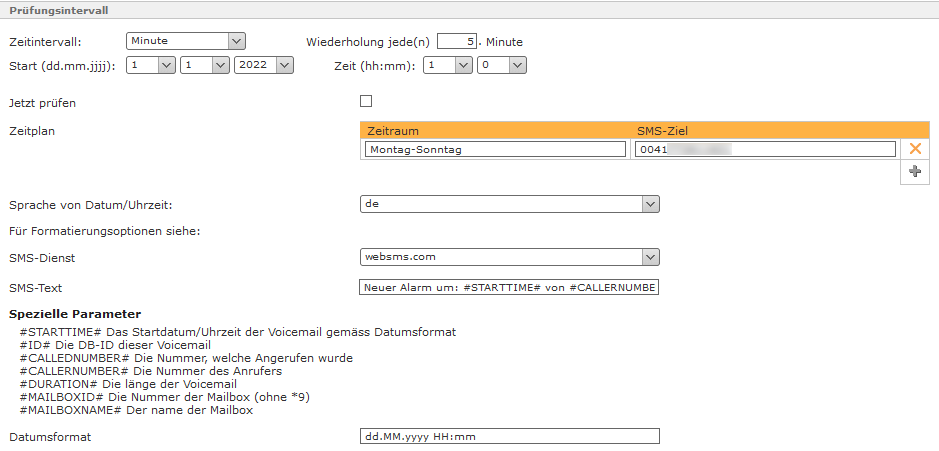 Prüfungsintervall
Zeitintervall: Minute Wiederholung jede(n) 5. Minute
Start (dd.mm.jjjj): 1 1 2022 Zeit (hh:mm): 1 0
Jetzt prüfen
Zeitplan Zeitraum SMS-Ziel
Montag-Sonntag 0041
Sprache von Datum/Uhrzeit: de
Für Formatierungsoptionen siehe:
SMS-Dienst websms.com
SMS-Text Neuer Alarm um: #STARTTIME# von #CALLERNUMBE
Spezielle Parameter
#STARTTIME# Das Startdatum/Uhrzeit der Voicemail gemäss Datumsformat
#ID# Die DB-ID dieser Voicemail
#CALLEDNUMBER# Die Nummer, welche Angerufen wurde
#CALLERNUMBER# Die Nummer des Anrufers
#DURATION# Die länge der Voicemail
#MAILBOXID# Die Nummer der Mailbox (ohne *9)
#MAILBOXNAME# Der name der Mailbox
Datumsformat dd.MM.yyyy HH:mm